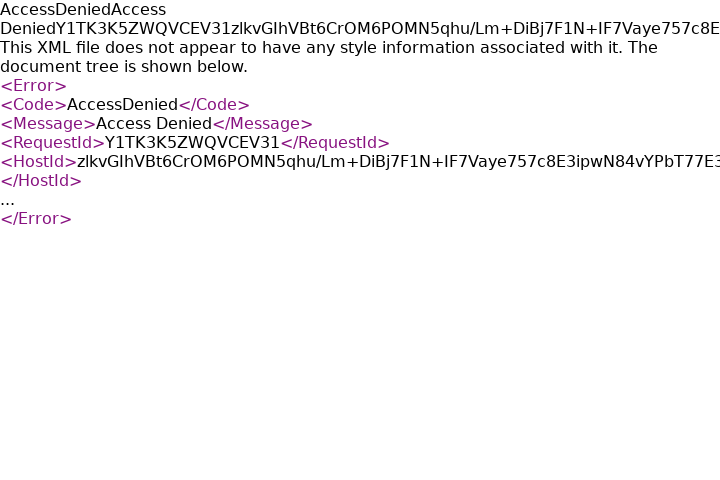 AccessDeniedAccess
DeniedY1TK3K5ZWQVCEV31zlkvGIhVBt6CrOM6POMN5qhu/Lm+DiBj7F1N+IF7Vaye757c8E
This XML file does not appear to have any style information associated with it. The
document tree is shown below.
<Error>
<Code>AccessDenied</Code>
<Message>Access Denied</Message>
<RequestId>Y1TK3K5ZWQVCEV31</RequestId>
<HostId>zlkvGIhVBt6CrOM6POMN5qhu/Lm+DiBj7F1N+IF7Vaye757c8E3ipwN84vYPbT77E3
</HostId>
...
</Error>